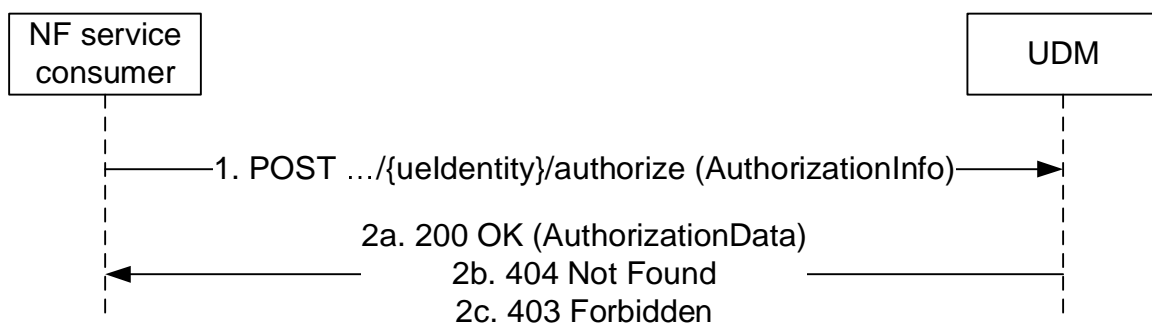 NF service
consumer
UDM
1. POST …/{ueIdentity}/authorize (AuthorizationInfo)
2a. 200 OK (AuthorizationData)
2b. 404 Not Found
2c. 403 Forbidden